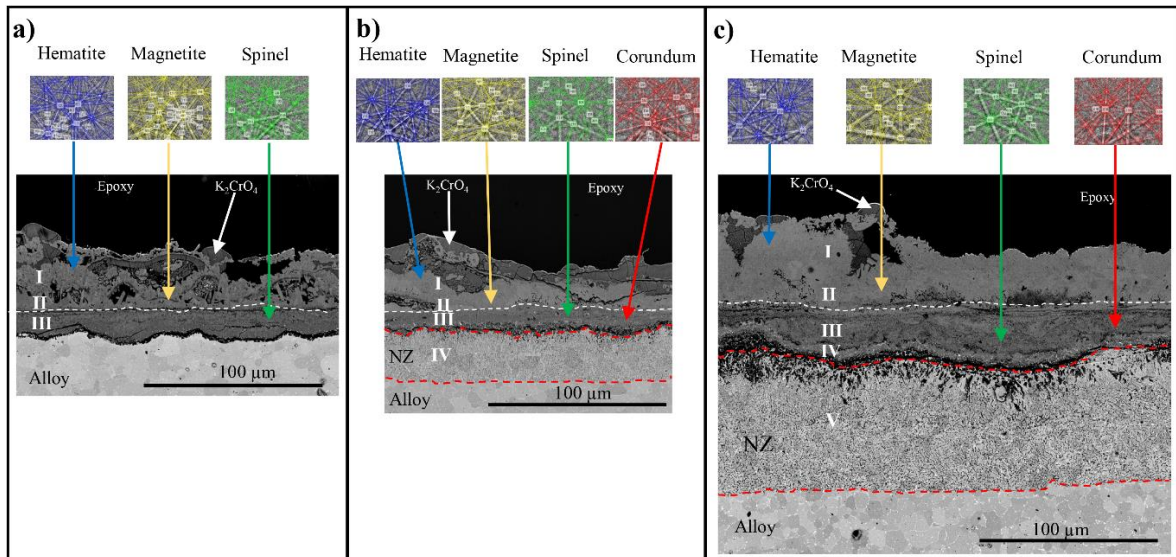 a)
Hematite Magnetite Spinel
Epoxy
K₂CrO₄
I
II
III
Alloy
100 μm
b)
Hematite Magnetite Spinel Corundum
K₂CrO₄
Epoxy
I
II
III
NZ
IV
Alloy
100 μm
c)
Hematite Magnetite Spinel Corundum
K₂CrO₄
Epoxy
I
II
III
IV
V
NZ
Alloy
100 μm